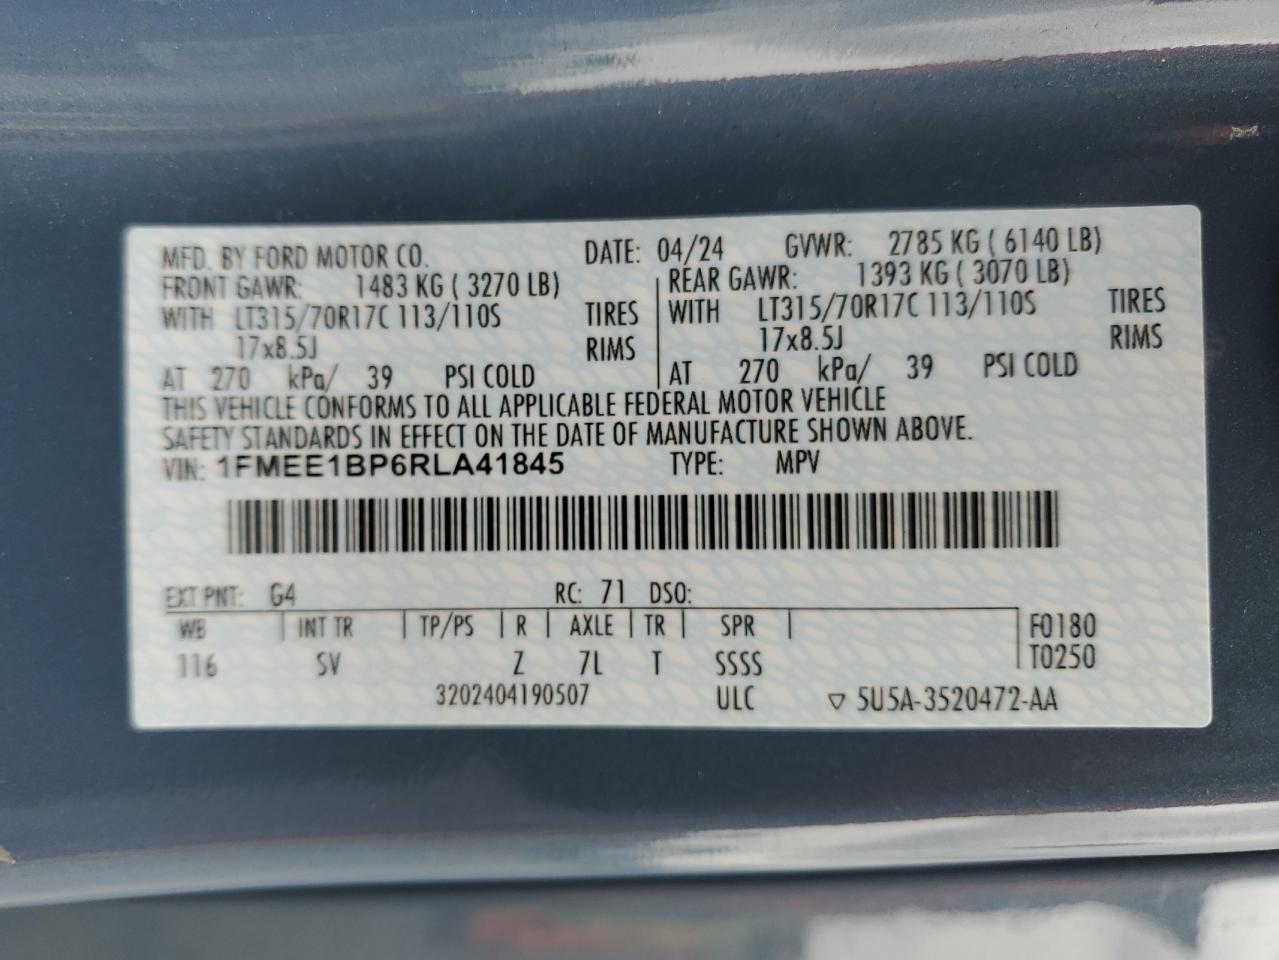 MFD. BY FORD MOTOR CO. DATE: 04/24 GVWR: 2785 KG ( 6140 LB)
FRONT GAWR: 1483 KG ( 3270 LB) REAR GAWR: 1393 KG ( 3070 LB)
WITH LT315/70R17C 113/110S TIRES WITH LT315/70R17C 113/110S TIRES
17x8.5J RIMS 17x8.5J RIMS
AT 270 kPa/ 39 PSI COLD AT 270 kPa/ 39 PSI COLD
THIS VEHICLE CONFORMS TO ALL APPLICABLE FEDERAL MOTOR VEHICLE
SAFETY STANDARDS IN EFFECT ON THE DATE OF MANUFACTURE SHOWN ABOVE.
VIN: 1FMEE1BP6RLA41845 TYPE: MPV
EXT PNT: G4 RC: 71 DSO:
WB INT TR TP/PS R AXLE TR SPR F0180
116 SV Z 7L T SSSS T0250
3202404190507 ULC ▽ 5U5A-3520472-AA